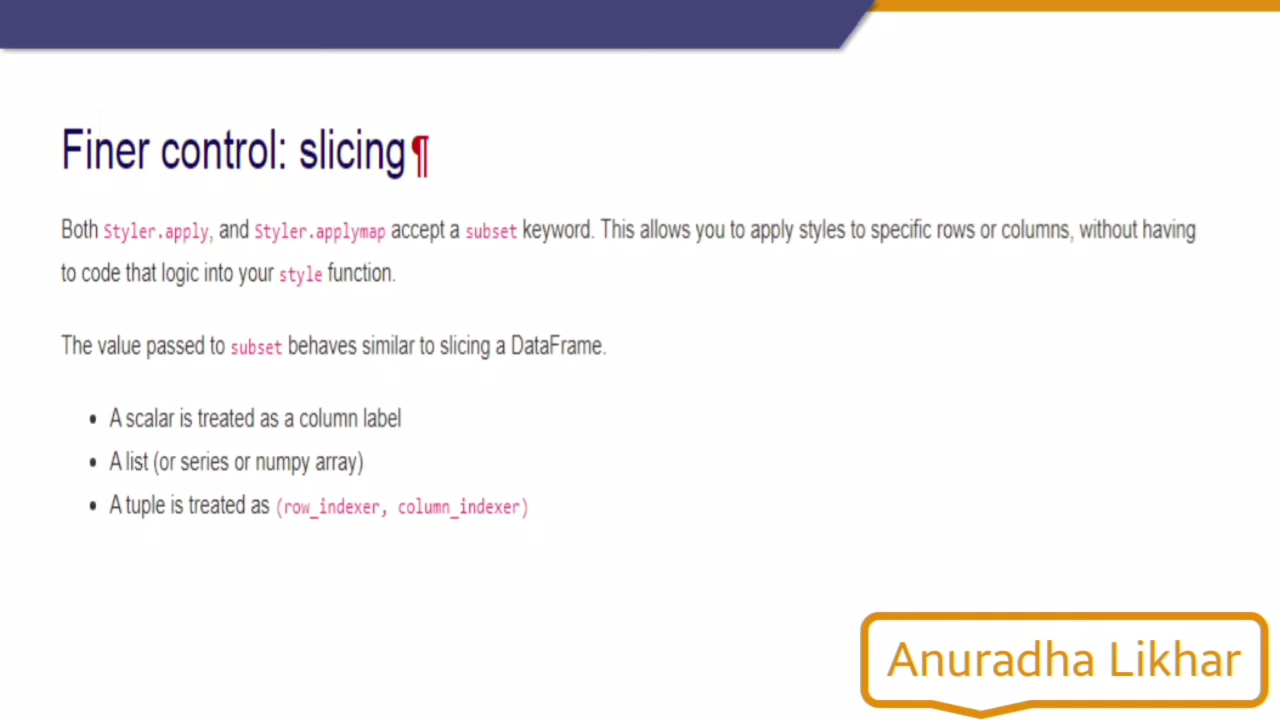 Finer control: slicing¶
Both Styler.apply, and Styler.applymap accept a subset keyword. This allows you to apply styles to specific rows or columns, without having
to code that logic into your style function.
The value passed to subset behaves similar to slicing a DataFrame.
• A scalar is treated as a column label
• A list (or series or numpy array)
• A tuple is treated as (row_indexer, column_indexer)
Anuradha Likhar